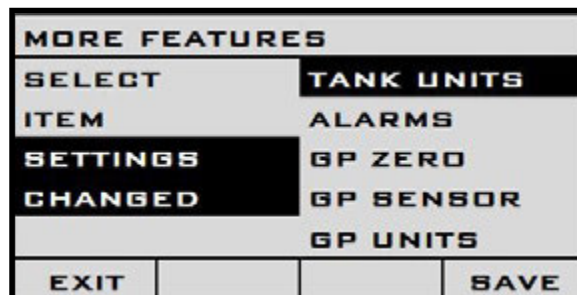 MORE FEATURES
SELECT TANK UNITS
ITEM ALARMS
SETTINGS GP ZERO
CHANGED GP SENSOR
GP UNITS
EXIT SAVE